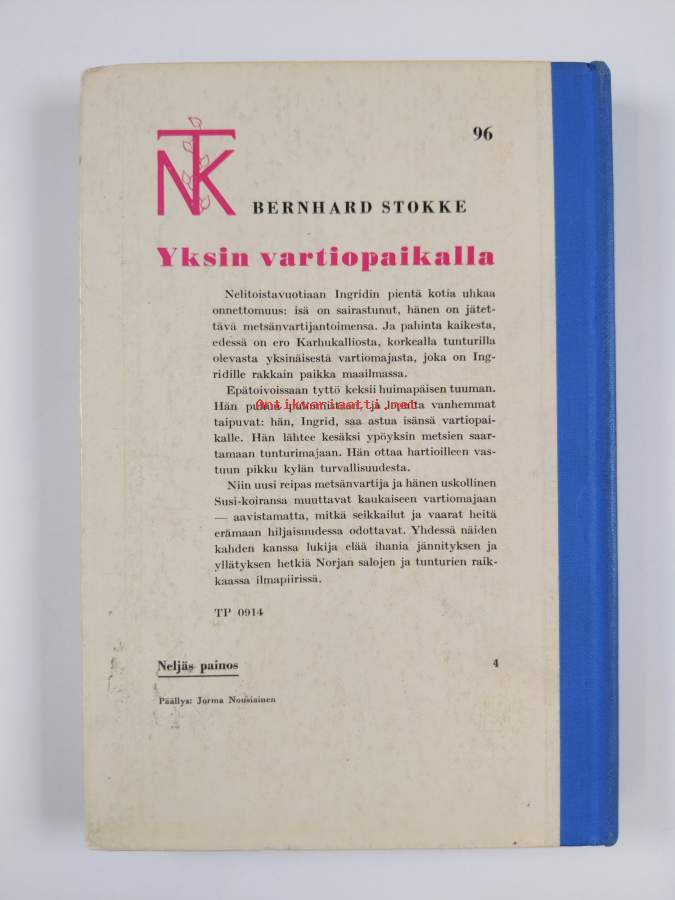 NTK
96
BERNHARD STOKKE
Yksin vartiopaikalla
Nelitoistavuotiaan Ingridin pientä kotia uhkaa
onnettomuus: isä on sairastunut, hänen on jätet-
tävä metsänvartijantoimensa. Ja pahinta kaikesta,
edessä on ero Karhukalliosta, korkealla tunturilla
olevasta yksinäisestä vartiomajasta, joka on Ing-
ridille rakkain paikka maailmassa.
Epätoivoissaan tyttö keksii huimapäisen tuuman.
Hän puhuu ja vanhemmat
Antikvariaatti.net
taipuvat: hän, Ingrid, saa astua isänsä vartiopai-
kalle. Hän lähtee kesäksi ypöyksin metsien saar-
tamaan tunturimajaan. Hän ottaa hartioilleen vas-
tuun pikku kylän turvallisuudesta.
Niin uusi reipas metsänvartija ja hänen uskollinen
Susi-koiransa muuttavat kaukaiseen vartiomajaan
— aavistamatta, mitkä seikkailut ja vaarat heitä
erämaan hiljaisuudessa odottavat. Yhdessä näiden
kahden kanssa lukija elää ihania jännityksen ja
yllätyksen hetkiä Norjan salojen ja tunturien raik-
kaassa ilmapiirissä.
TP 0914
Neljäs painos
4
Päällys: Jorma Nousiainen